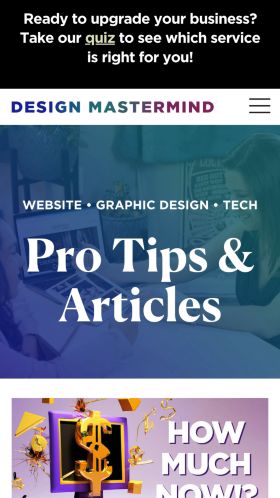 Ready to upgrade your business?
Take our quiz to see which service
is right for you!
DESIGN MASTERMIND
WEBSITE • GRAPHIC DESIGN • TECH
Pro Tips &
Articles
HOW
MUCH
NOW!?